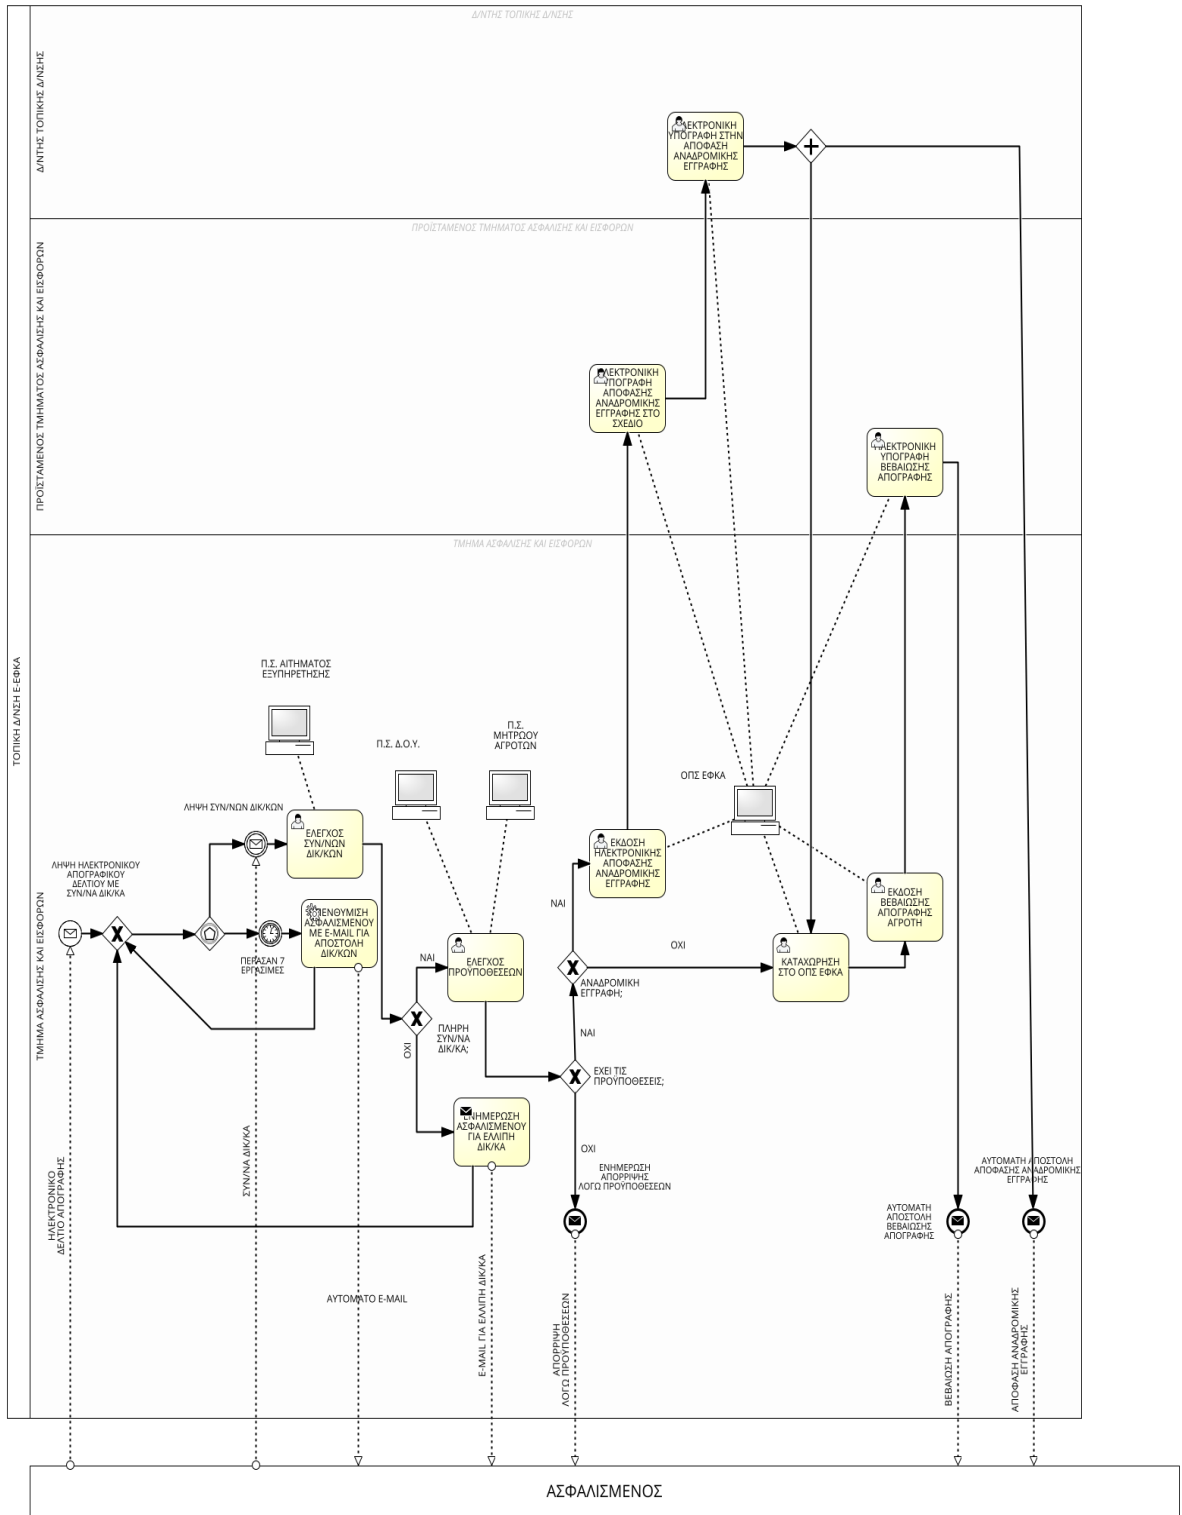 Δ/ΝΤΗΣ ΤΟΠΙΚΗΣ Δ/ΝΣΗΣ
Δ/ΝΤΗΣ ΤΟΠΙΚΗΣ Δ/ΝΣΗΣ
ΗΛΕΚΤΡΟΝΙΚΗ
ΥΠΟΓΡΑΦΗ ΣΤΗΝ
ΑΠΟΦΑΣΗ
ΑΝΑΔΡΟΜΙΚΗΣ
ΕΓΓΡΑΦΗΣ
ΠΡΟΪΣΤΑΜΕΝΟΣ ΤΜΗΜΑΤΟΣ ΑΣΦΑΛΙΣΗΣ ΚΑΙ ΕΙΣΦΟΡΩΝ
ΠΡΟΪΣΤΑΜΕΝΟΣ ΤΜΗΜΑΤΟΣ ΑΣΦΑΛΙΣΗΣ ΚΑΙ ΕΙΣΦΟΡΩΝ
ΗΛΕΚΤΡΟΝΙΚΗ
ΥΠΟΓΡΑΦΗ
ΑΠΟΦΑΣΗΣ
ΑΝΑΔΡΟΜΙΚΗΣ
ΕΓΓΡΑΦΗΣ ΣΤΟ
ΣΧΕΔΙΟ
ΗΛΕΚΤΡΟΝΙΚΗ
ΥΠΟΓΡΑΦΗ
ΒΕΒΑΙΩΣΗΣ
ΑΠΟΓΡΑΦΗΣ
ΤΜΗΜΑ ΑΣΦΑΛΙΣΗΣ ΚΑΙ ΕΙΣΦΟΡΩΝ
ΤΟΠΙΚΗ Δ/ΝΣΗ Ε-ΕΦΚΑ
ΤΜΗΜΑ ΑΣΦΑΛΙΣΗΣ ΚΑΙ ΕΙΣΦΟΡΩΝ
Π.Σ. ΑΙΤΗΜΑΤΟΣ
ΕΞΥΠΗΡΕΤΗΣΗΣ
Π.Σ. Δ.Ο.Υ.
Π.Σ.
ΜΗΤΡΩΟΥ
ΑΓΡΟΤΩΝ
ΟΠΣ ΕΦΚΑ
ΛΗΨΗ ΣΥΝ/ΝΩΝ ΔΙΚ/ΚΩΝ
ΕΛΕΓΧΟΣ
ΣΥΝ/ΝΩΝ
ΔΙΚ/ΚΩΝ
ΛΗΨΗ ΗΛΕΚΤΡΟΝΙΚΟΥ
ΑΠΟΓΡΑΦΙΚΟΥ
ΔΕΛΤΙΟΥ ΜΕ
ΣΥΝ/ΝΑ ΔΙΚ/ΚΑ
ΥΠΕΝΘΥΜΙΣΗ
ΑΣΦΑΛΙΣΜΕΝΟΥ
ΜΕ E-MAIL ΓΙΑ
ΑΠΟΣΤΟΛΗ
ΔΙΚ/ΚΩΝ
ΠΕΡΑΣΑΝ 7
ΕΡΓΑΣΙΜΕΣ
ΝΑΙ
ΕΛΕΓΧΟΣ
ΠΡΟΫΠΟΘΕΣΕΩΝ
ΠΛΗΡΗ
ΣΥΝ/ΝΑ
ΔΙΚ/ΚΑ;
ΟΧΙ
ΕΚΔΟΣΗ
ΗΛΕΚΤΡΟΝΙΚΗΣ
ΑΠΟΦΑΣΗΣ
ΑΝΑΔΡΟΜΙΚΗΣ
ΕΓΓΡΑΦΗΣ
ΝΑΙ
ΟΧΙ
ΑΝΑΔΡΟΜΙΚΗ
ΕΓΓΡΑΦΗ;
ΚΑΤΑΧΩΡΗΣΗ
ΣΤΟ ΟΠΣ ΕΦΚΑ
ΕΚΔΟΣΗ
ΒΕΒΑΙΩΣΗΣ
ΑΠΟΓΡΑΦΗΣ
ΑΓΡΟΤΗ
ΝΑΙ
ΕΧΕΙ ΤΙΣ
ΠΡΟΫΠΟΘΕΣΕΙΣ;
ΟΧΙ
ΕΝΗΜΕΡΩΣΗ
ΑΣΦΑΛΙΣΜΕΝΟΥ
ΓΙΑ ΕΛΛΙΠΗ
ΔΙΚ/ΚΑ
ΕΝΗΜΕΡΩΣΗ
ΑΠΟΡΡΙΨΗΣ
ΛΟΓΩ ΠΡΟΫΠΟΘΕΣΕΩΝ
ΑΥΤΟΜΑΤΗ
ΑΠΟΣΤΟΛΗ
ΒΕΒΑΙΩΣΗΣ
ΑΠΟΓΡΑΦΗΣ
ΑΥΤΟΜΑΤΗ ΑΠΟΣΤΟΛΗ
ΑΠΟΦΑΣΗΣ ΑΝΑΔΡΟΜΙΚΗΣ
ΕΓΓΡΑΦΗΣ
ΗΛΕΚΤΡΟΝΙΚΟ
ΔΕΛΤΙΟ ΑΠΟΓΡΑΦΗΣ
ΣΥΝ/ΝΑ ΔΙΚ/ΚΑ
ΑΥΤΟΜΑΤΟ E-MAIL
E-MAIL ΓΙΑ ΕΛΛΙΠΗ ΔΙΚ/ΚΑ
ΑΠΟΡΡΙΨΗ
ΛΟΓΩ ΠΡΟΫΠΟΘΕΣΕΩΝ
ΒΕΒΑΙΩΣΗ ΑΠΟΓΡΑΦΗΣ
ΑΠΟΦΑΣΗ ΑΝΑΔΡΟΜΙΚΗΣ
ΕΓΓΡΑΦΗΣ
ΑΣΦΑΛΙΣΜΕΝΟΣ